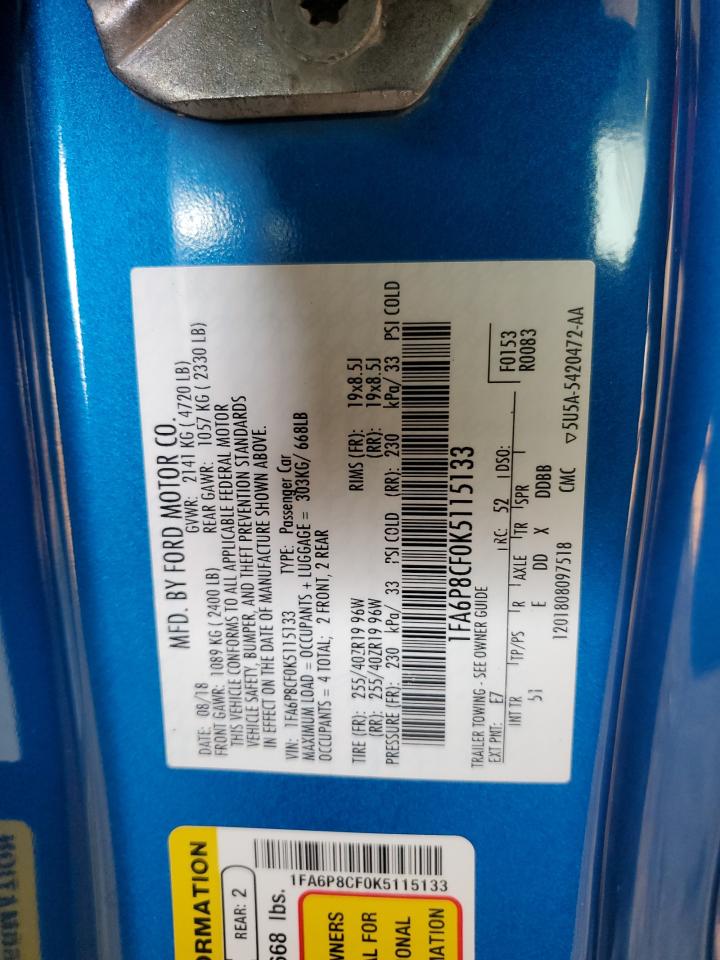 MFD. BY FORD MOTOR CO.
DATE: 08/18 GVWR: 2141 KG ( 4720 LB)
FRONT GAWR: 1089 KG ( 2400 LB) REAR GAWR: 1057 KG ( 2330 LB)
THIS VEHICLE CONFORMS TO ALL APPLICABLE FEDERAL MOTOR
VEHICLE SAFETY, BUMPER, AND THEFT PREVENTION STANDARDS
IN EFFECT ON THE DATE OF MANUFACTURE SHOWN ABOVE.
VIN: 1FA6P8CF0K5115133 TYPE: Passenger Car
MAXIMUM LOAD = OCCUPANTS + LUGGAGE = 303KG/ 668LB
OCCUPANTS = 4 TOTAL; 2 FRONT, 2 REAR
TIRE (FR): 255/40ZR19 96W RIMS (FR): 19x8.5J
(RR): 255/40ZR19 96W (RR): 19x8.5J
PRESSURE (FR): 230 kPa/ 33 PSI COLD (RR): 230 kPa/ 33 PSI COLD
1FA6P8CF0K5115133
TRAILER TOWING - SEE OWNER GUIDE
EXT PNT: E7 RC: 52 DSO: F0153
R0083
INT TR TP/PS R AXLE TR SPR
51 E DD X DDBB
1201808097518 CMC ▽5U5A-5420472-AA
ORMATION
REAR: 2
668 lbs.
1FA6P8CF0K5115133
WNERS
AL FOR
ONAL
MATION